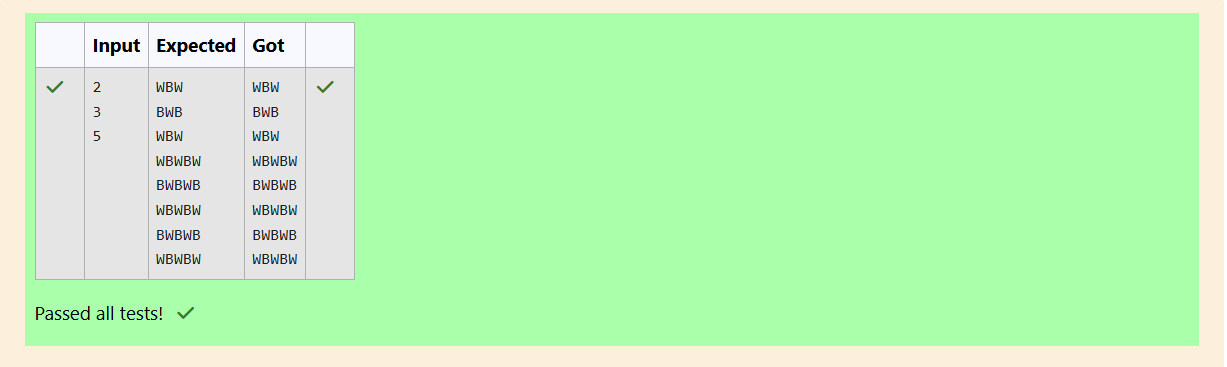 Input Expected Got
2 WBW WBW
3 BWB BWB
5 WBW WBW
WBWBW WBWBW
BWBWB BWBWB
WBWBW WBWBW
BWBWB BWBWB
WBWBW WBWBW
Passed all tests!